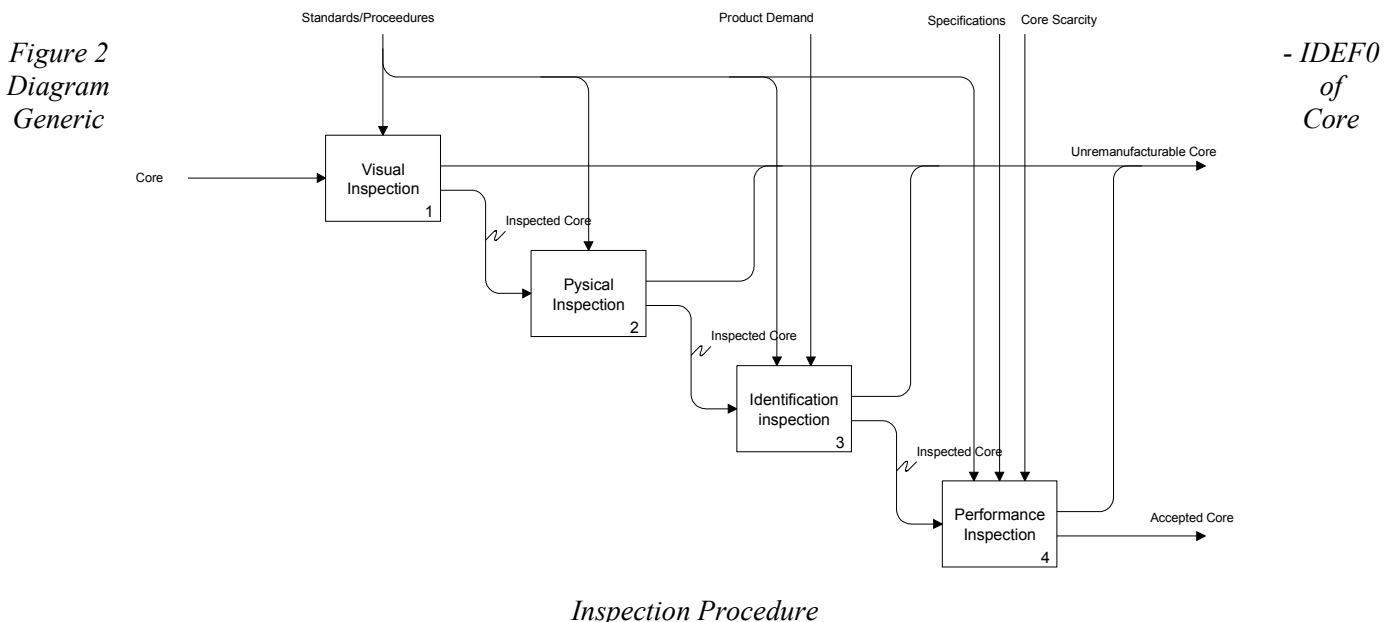 Standards/Proceedures
Product Demand
Specifications
Core Scarcity
Figure 2
- IDEF0
Diagram
of
Generic
Core
Unremanufacturable Core
Visual
Inspection
1
Core
Inspected Core
Pysical
Inspection
2
Inspected Core
Identification
inspection
3
Inspected Core
Performance
Inspection
4
Accepted Core
Inspection Procedure